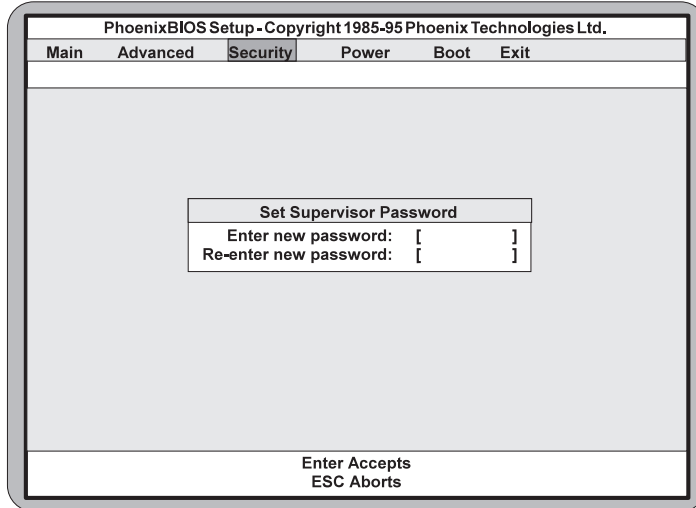 PhoenixBIOS Setup - Copyright 1985-95 Phoenix Technologies Ltd.
Main Advanced Security Power Boot Exit
Set Supervisor Password
Enter new password: [ ]
Re-enter new password: [ ]
Enter Accepts
ESC Aborts